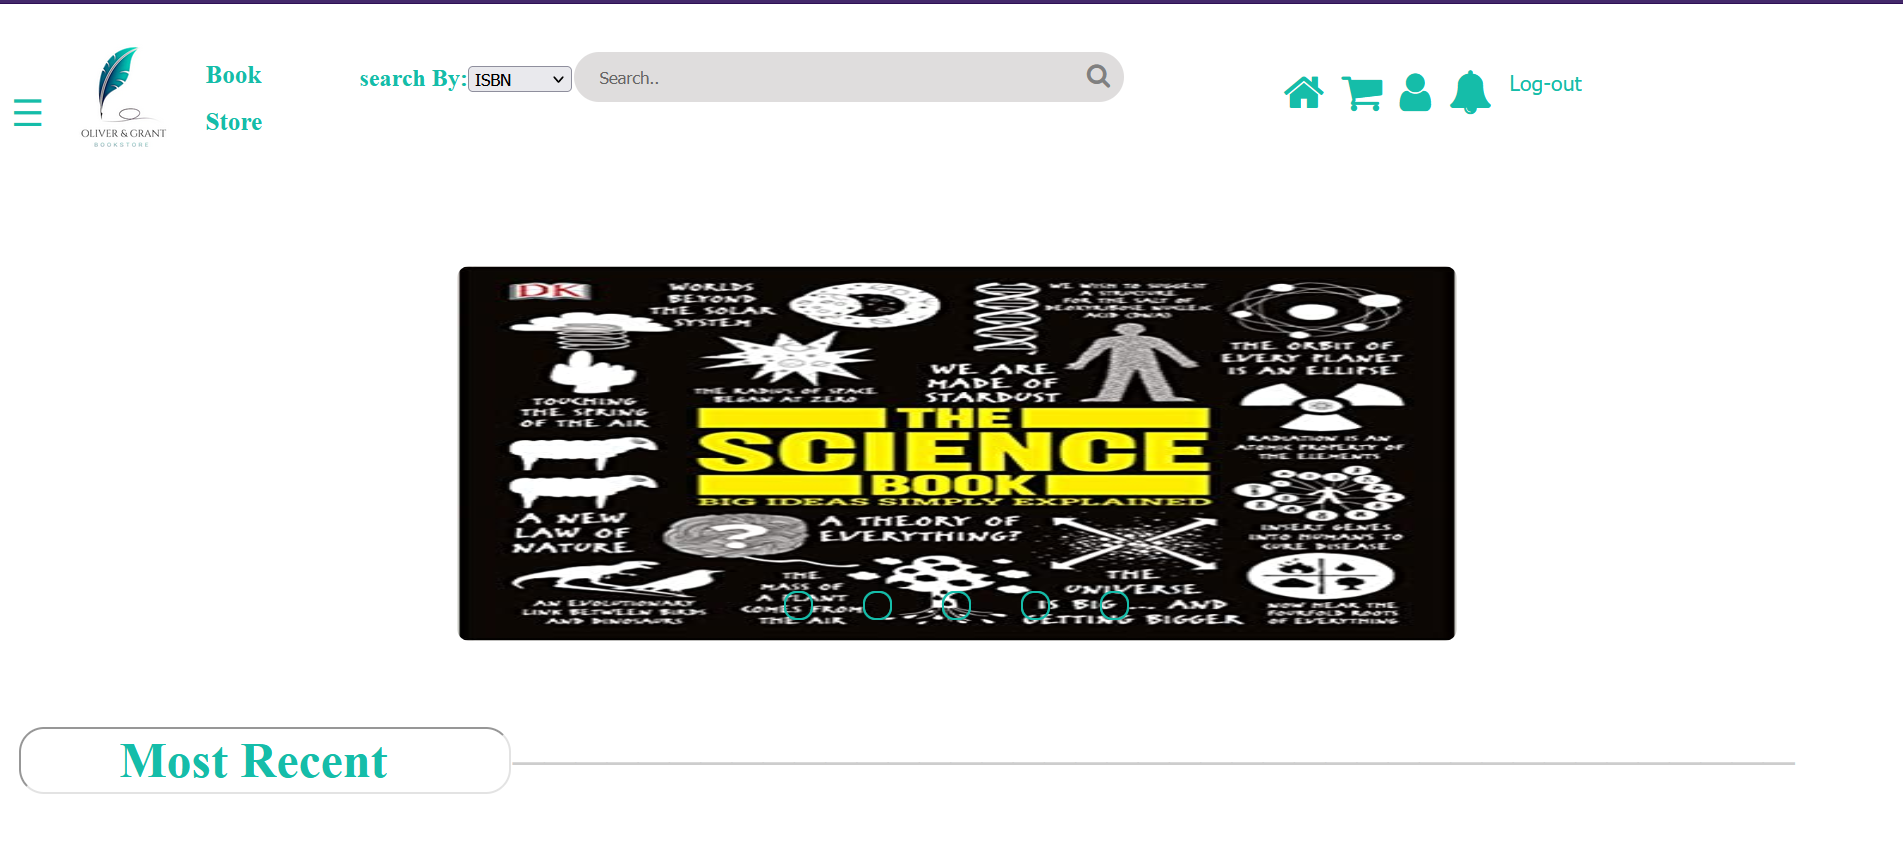 OLIVER & GRANT
BOOKSTORE
Book
Store
search By:
ISBN
Search..
Log-out
DK
WORLDS
BEYOND
THE SOLAR
SYSTEM
WE WISH TO SUGGEST
A STRUCTURE
FOR THE SALT OF
DEOXYRIBOSE NUCLEIC
ACID (DNA)
THE ORBIT OF
EVERY PLANET
IS AN ELLIPSE
WE ARE
MADE OF
STARDUST
THE RADIUS OF SPACE
BEGAN AT ZERO
TOUCHING
THE SPRING
OF THE AIR
THE
SCIENCE
BOOK
BIG IDEAS SIMPLY EXPLAINED
RADIATION IS AN
ATOMIC PROPERTY OF
THE ELEMENTS
A NEW
LAW OF
NATURE
?
A THEORY OF
EVERYTHING?
INSERT GENES
INTO HUMANS TO
CURE DISEASE
AN EVOLUTIONARY
LINK BETWEEN BIRDS
AND DINOSAURS
THE
MASS OF
A PLANT
COMES FROM
THE AIR
THE
UNIVERSE
IS BIG... AND
GETTING BIGGER
NOW HEAR THE
FOURFOLD ROOTS
OF EVERYTHING
Most Recent